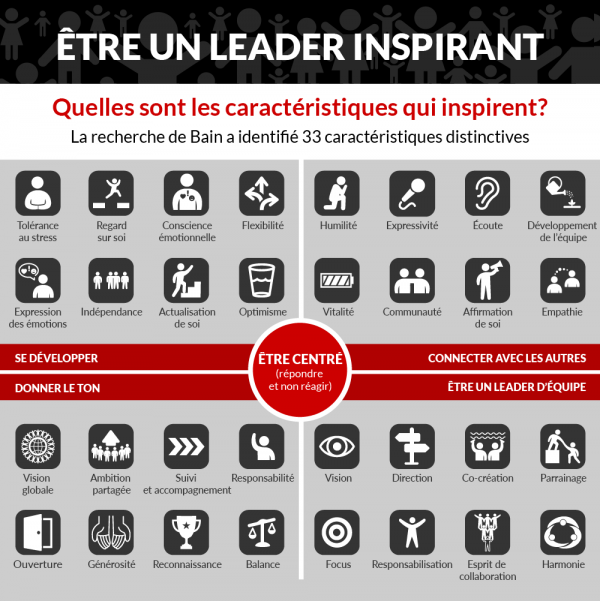 ÊTRE UN LEADER INSPIRANT
Quelles sont les caractéristiques qui inspirent?
La recherche de Bain a identifié 33 caractéristiques distinctives
Tolérance
au stress
Regard
sur soi
Conscience
émotionnelle
Flexibilité
Humilité
Expressivité
Écoute
Développement
de l'équipe
Expression
des émotions
Indépendance
Actualisation
de soi
Optimisme
Vitalité
Communauté
Affirmation
de soi
Empathie
SE DÉVELOPPER
CONNECTER AVEC LES AUTRES
ÊTRE CENTRÉ
(répondre
et non réagir)
DONNER LE TON
ÊTRE UN LEADER D'ÉQUIPE
Vision
globale
Ambition
partagée
Suivi
et accompagnement
Responsabilité
Vision
Direction
Co-création
Parrainage
Ouverture
Générosité
Reconnaissance
Balance
Focus
Responsabilisation
Esprit de
collaboration
Harmonie